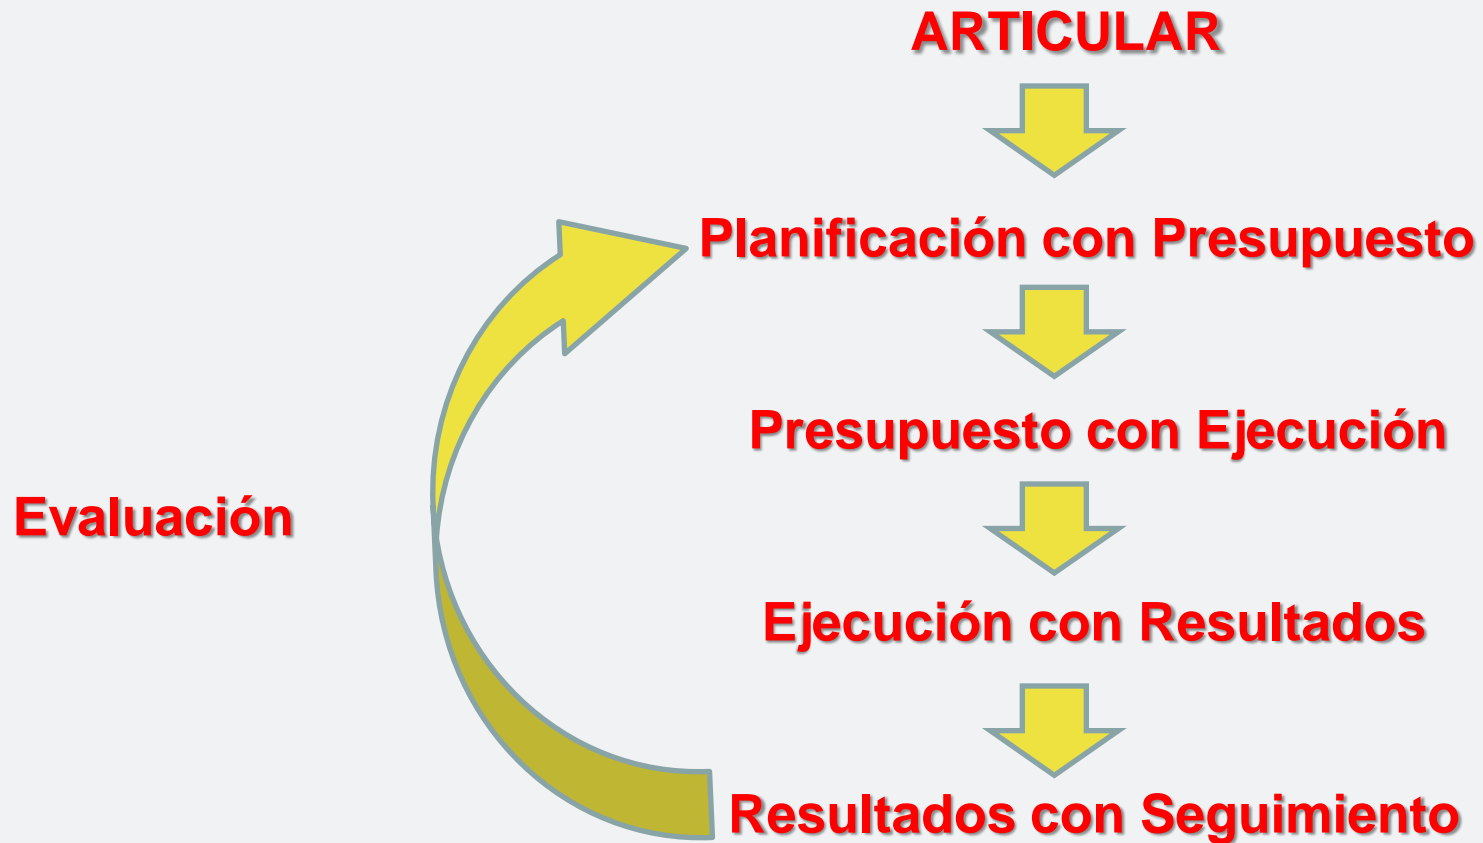 ARTICULAR
Planificación con Presupuesto
Presupuesto con Ejecución
Evaluación
Ejecución con Resultados
Resultados con Seguimiento